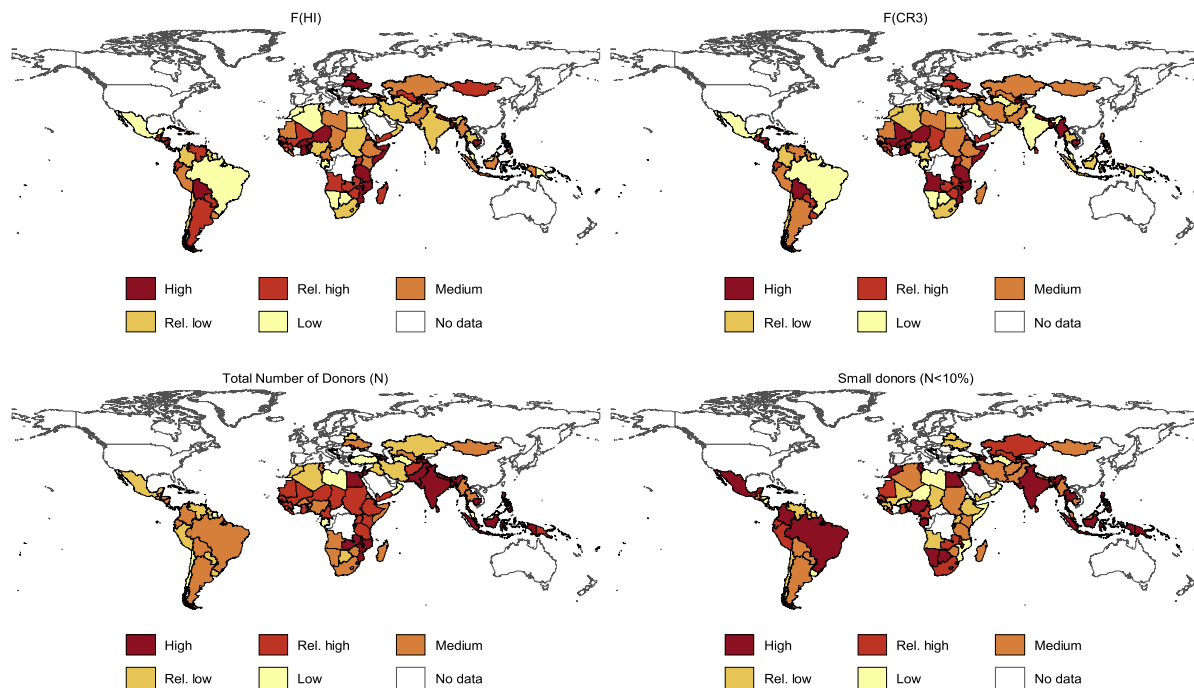 F(HI)
F(CR3)
High
Rel. high
Medium
Rel. low
Low
No data
High
Rel. high
Medium
Rel. low
Low
No data
Total Number of Donors (N)
Small donors (N<10%)
High
Rel. high
Medium
Rel. low
Low
No data
High
Rel. high
Medium
Rel. low
Low
No data